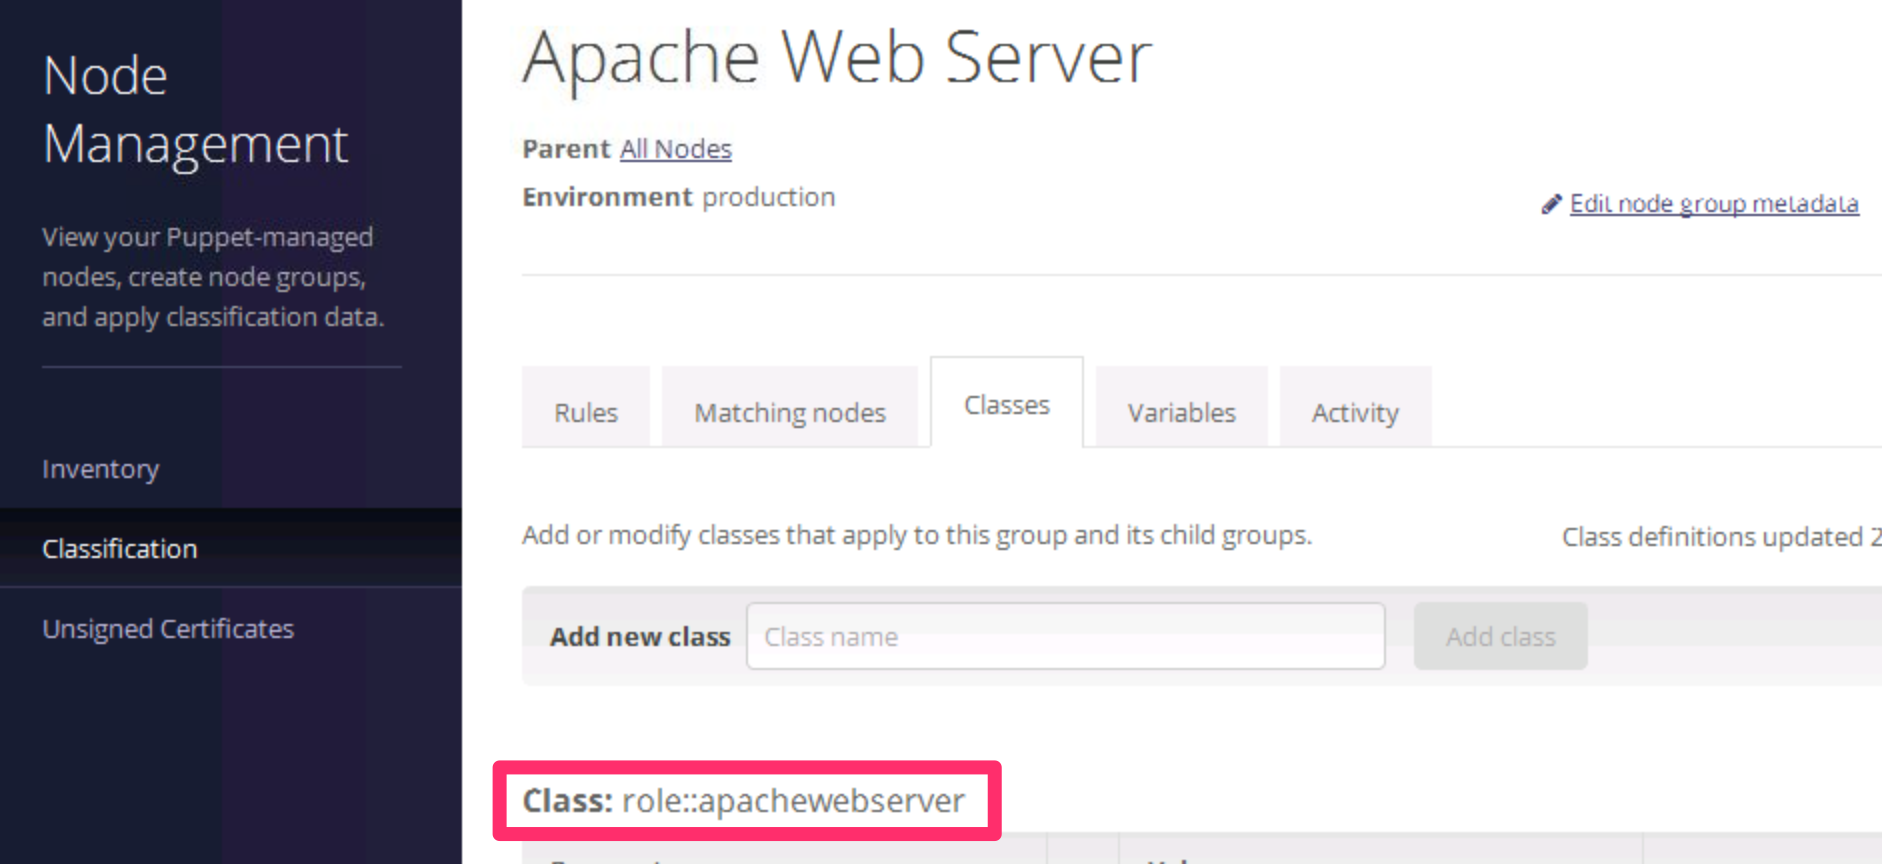 Node
Management
View your Puppet-managed
nodes, create node groups,
and apply classification data.
Inventory
Classification
Unsigned Certificates
Apache Web Server
Parent All Nodes
Environment production
Edit node group metadata
Rules
Matching nodes
Classes
Variables
Activity
Add or modify classes that apply to this group and its child groups.
Class definitions updated 2
Add new class
Class name
Add class
Class: role::apachewebserver